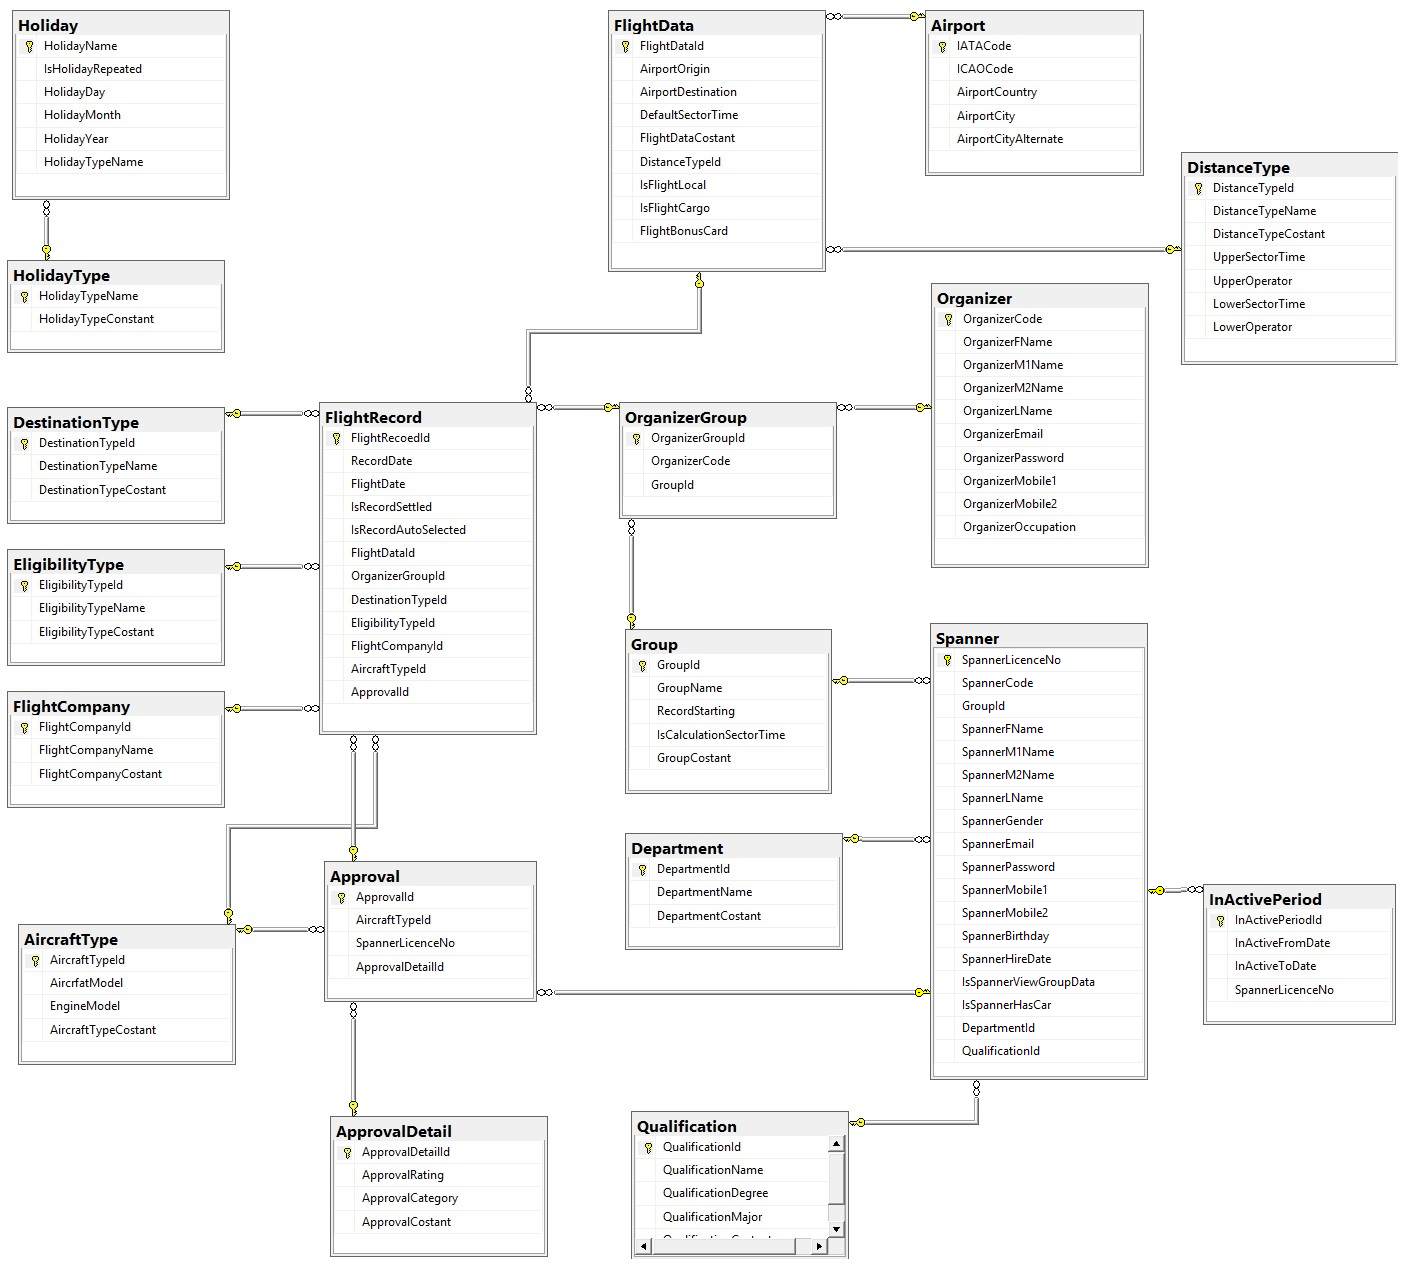 Holiday
HolidayName
IsHolidayRepeated
HolidayDay
HolidayMonth
HolidayYear
HolidayTypeName
HolidayType
HolidayTypeName
HolidayTypeConstant
FlightData
FlightDataId
AirportOrigin
AirportDestination
DefaultSectorTime
FlightDataCostant
DistanceTypeId
IsFlightLocal
IsFlightCargo
FlightBonusCard
Airport
IATACode
ICAOCode
AirportCountry
AirportCity
AirportCityAlternate
DistanceType
DistanceTypeId
DistanceTypeName
DistanceTypeCostant
UpperSectorTime
UpperOperator
LowerSectorTime
LowerOperator
Organizer
OrganizerCode
OrganizerFName
OrganizerM1Name
OrganizerM2Name
OrganizerLName
OrganizerEmail
OrganizerPassword
OrganizerMobile1
OrganizerMobile2
OrganizerOccupation
DestinationType
DestinationTypeId
DestinationTypeName
DestinationTypeCostant
FlightRecord
FlightRecoedId
RecordDate
FlightDate
IsRecordSettled
IsRecordAutoSelected
FlightDataId
OrganizerGroupId
DestinationTypeId
EligibilityTypeId
FlightCompanyId
AircraftTypeId
ApprovalId
OrganizerGroup
OrganizerGroupId
OrganizerCode
GroupId
EligibilityType
EligibilityTypeId
EligibilityTypeName
EligibilityTypeCostant
FlightCompany
FlightCompanyId
FlightCompanyName
FlightCompanyCostant
Group
GroupId
GroupName
RecordStarting
IsCalculationSectorTime
GroupCostant
Spanner
SpannerLicenceNo
SpannerCode
GroupId
SpannerFName
SpannerM1Name
SpannerM2Name
SpannerLName
SpannerGender
SpannerEmail
SpannerPassword
SpannerMobile1
SpannerMobile2
SpannerBirthday
SpannerHireDate
IsSpannerViewGroupData
IsSpannerHasCar
DepartmentId
QualificationId
Department
DepartmentId
DepartmentName
DepartmentCostant
InActivePeriod
InActivePeriodId
InActiveFromDate
InActiveToDate
SpannerLicenceNo
Approval
ApprovalId
AircraftTypeId
SpannerLicenceNo
ApprovalDetailId
AircraftType
AircraftTypeId
AircrfatModel
EngineModel
AircraftTypeCostant
ApprovalDetail
ApprovalDetailId
ApprovalRating
ApprovalCategory
ApprovalCostant
Qualification
QualificationId
QualificationName
QualificationDegree
QualificationMajor